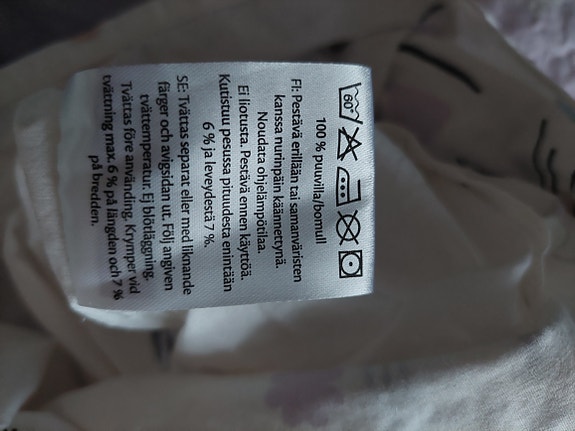 60°
100 % puuvilla/bomull
FI: Pestävä erillään tai samanväristen
kanssa nurinpäin käännettynä.
Noudata ohjelämpötilaa.
Ei liotusta. Pestävä ennen käyttöä.
Kutistuu pesussa pituudesta enintään
6 % ja leveydestä 7 %.
SE: Tvättas separat eller med liknande
färger och avigsidan ut. Följ angiven
tvättemperatur. Ej blötläggning.
Tvättas före användning. Krymper vid
tvättning max. 6 % på längden och 7 %
på bredden.